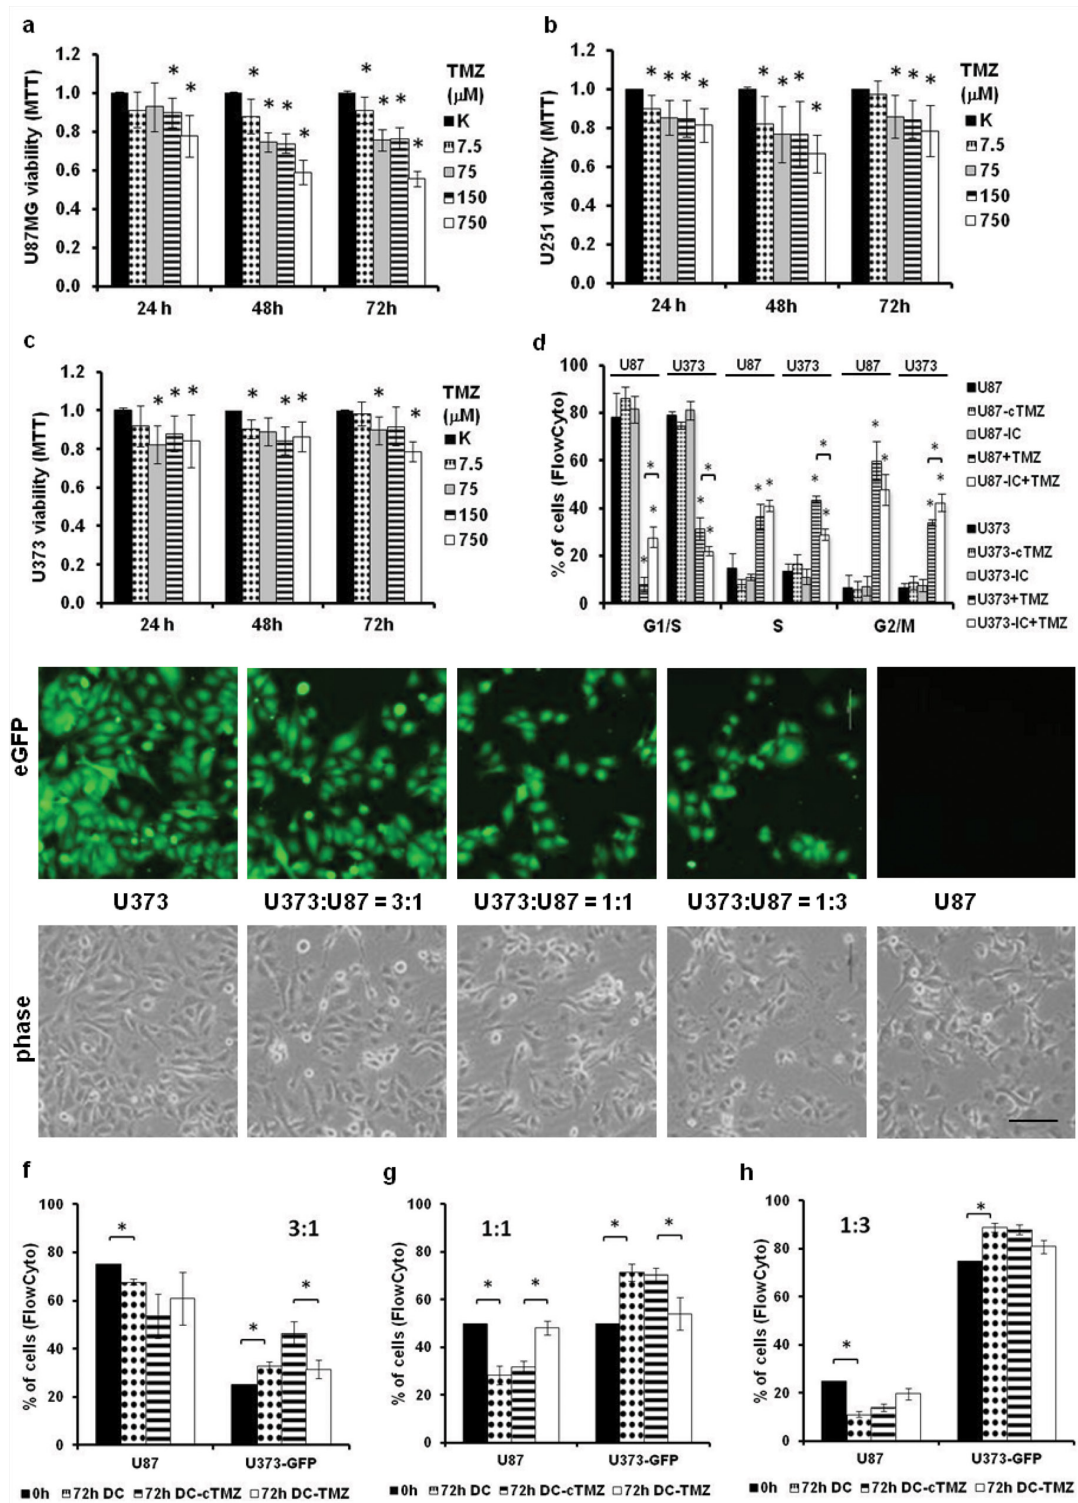 a
U87MG viability (MTT)
1.2
1.0
0.8
0.6
0.4
0.2
0.0
* * * * * * * * * *
24 h 48h 72h
TMZ
(µM)
K
7.5
75
150
750
b
U251 viability (MTT)
1.2
1.0
0.8
0.6
0.4
0.2
0.0
* * * * * * * * * * *
24 h 48h 72h
TMZ
(µM)
K
7.5
75
150
750
c
U373 viability (MTT)
1.2
1.0
0.8
0.6
0.4
0.2
0.0
* * * * * * * *
24 h 48h 72h
TMZ
(µM)
K
7.5
75
150
750
d
% of cells (FlowCyto)
100
80
60
40
20
0
U87 U373 U87 U373 U87 U373
* * * * * * * * * * * * * * * *
G1/S S G2/M
U87
U87-cTMZ
U87-IC
U87+TMZ
U87-IC+TMZ
U373
U373-cTMZ
U373-IC
U373+TMZ
U373-IC+TMZ
eGFP
U373 U373:U87 = 3:1 U373:U87 = 1:1 U373:U87 = 1:3 U87
phase
f
% of cells (FlowCyto)
100
80
60
40
20
0
3:1
* * *
U87 U373-GFP
0h 72h DC 72h DC-cTMZ 72h DC-TMZ
g
% of cells (FlowCyto)
100
80
60
40
20
0
1:1
* * * *
U87 U373-GFP
0h 72h DC 72h DC-cTMZ 72h DC-TMZ
h
% of cells (FlowCyto)
100
80
60
40
20
0
1:3
* *
U87 U373-GFP
0h 72h DC 72h DC-cTMZ 72h DC-TMZ